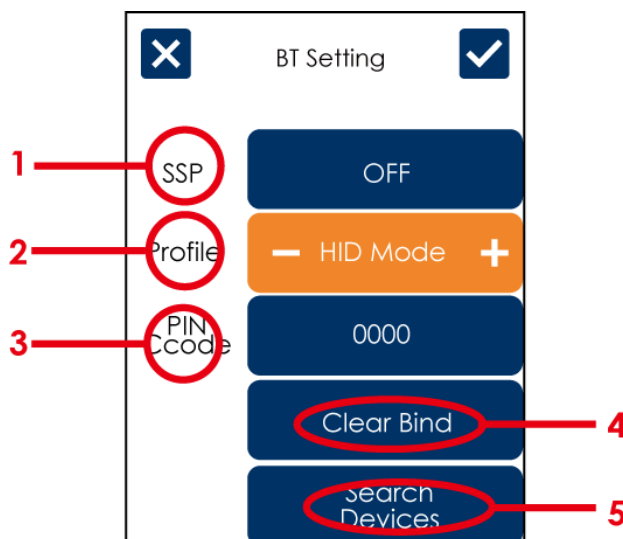 BT Setting
1
SSP
OFF
2
Profile
− HID Mode +
3
PIN
Ccode
0000
Clear Bind
4
Search
Devices
5